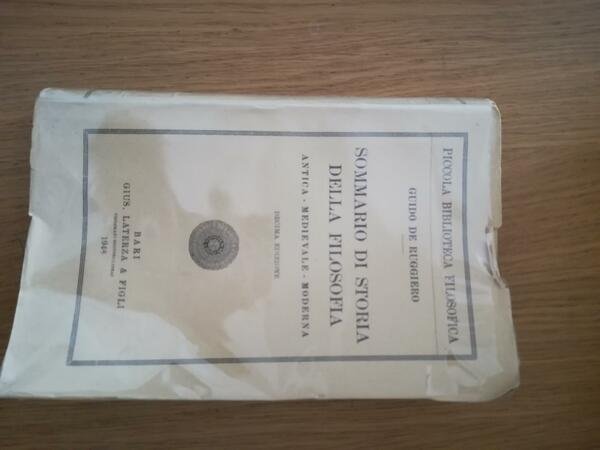 PICCOLA BIBLIOTECA FILOSOFICA
GUIDO DE RUGGIERO
SOMMARIO DI STORIA
DELLA FILOSOFIA
ANTICA - MEDIEVALE - MODERNA
DECIMA EDIZIONE
BARI
GIUS. LATERZA & FIGLI
1948